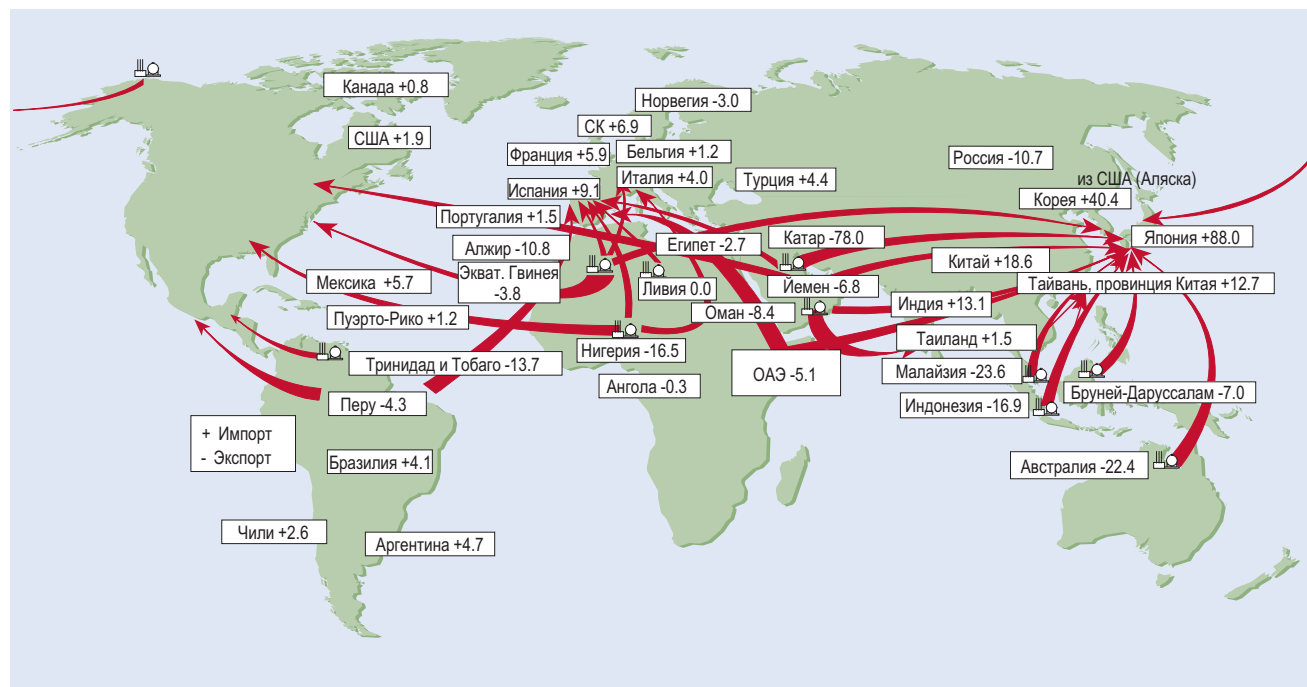 Канада +0.8
Норвегия -3.0
СК +6.9
США +1.9
Франция +5.9
Бельгия +1.2
Россия -10.7
Италия +4.0
Турция +4.4
из США (Аляска)
Испания +9.1
Корея +40.4
Португалия +1.5
Алжир -10.8
Египет -2.7
Катар -78.0
Япония +88.0
Китай +18.6
Экват. Гвинея
-3.8
Мексика +5.7
Ливия 0.0
Йемен -6.8
Тайвань, провинция Китая +12.7
Индия +13.1
Пуэрто-Рико +1.2
Оман -8.4
Таиланд +1.5
Нигерия -16.5
Тринидад и Тобаго -13.7
ОАЭ -5.1
Малайзия -23.6
Ангола -0.3
Бруней-Даруссалам -7.0
Перу -4.3
Индонезия -16.9
+ Импорт
- Экспорт
Бразилия +4.1
Австралия -22.4
Чили +2.6
Аргентина +4.7